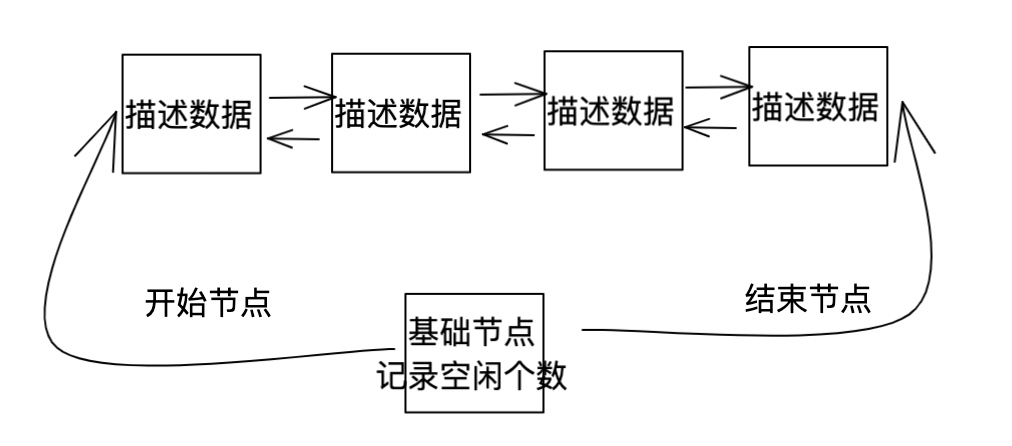 描述数据
描述数据
描述数据
描述数据
开始节点
结束节点
基础节点
记录空闲个数